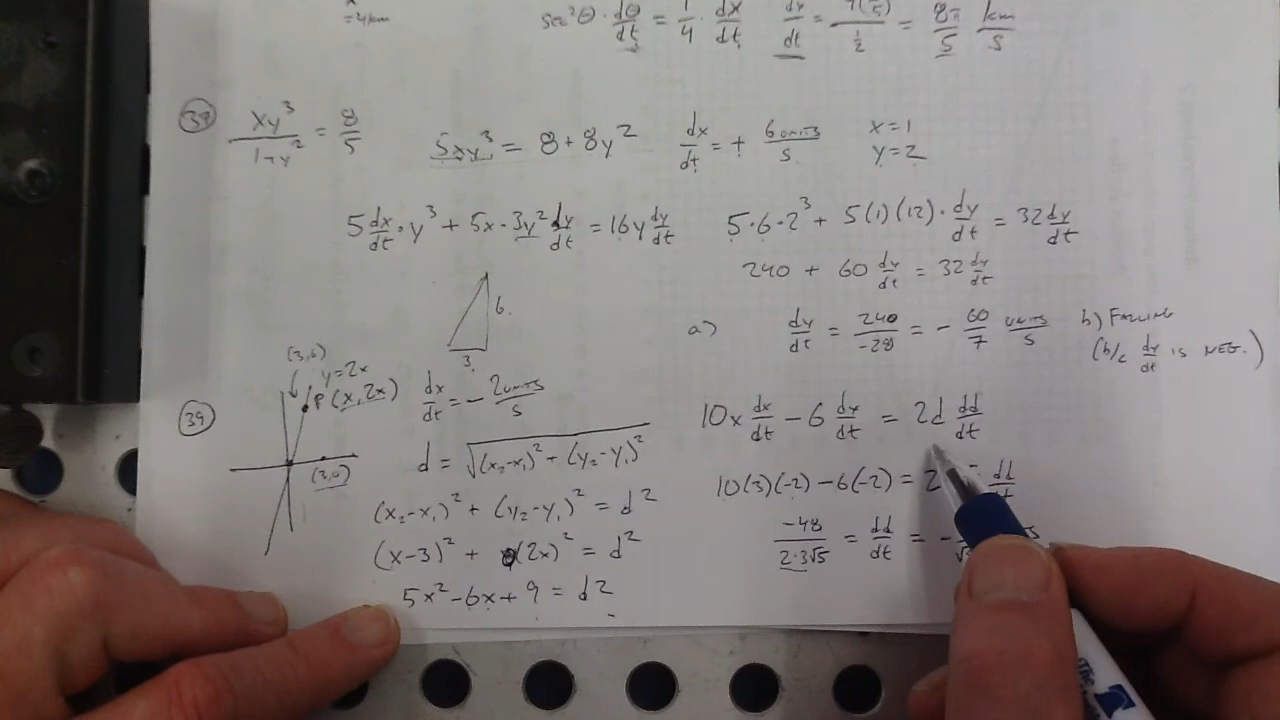 = 4km
sec²θ · dθ/dt = 1/4 · dx/dt   dx/dt = / 1/2 = 8π/5 km/s
37   xy³/(1+y²) = 8/5   5xy³ = 8 + 8y²   dx/dt = + 6 units/s   x=1
y=2
5 dx/dt · y³ + 5x · 3y² dy/dt = 16y dy/dt   5·6·2³ + 5(1)(12) · dy/dt = 32 dy/dt
240 + 60 dy/dt = 32 dy/dt
6.
3
a)   dy/dt = 240/-28 = - 60/7 units/s   b) FALLING
(b/c dy/dt is NEG.)
39   (3,6)
y=2x
P(x, 2x)   dx/dt = - 2 units/s   10x dx/dt - 6 dx/dt = 2d dd/dt
(3,0)   d = √((x₂-x₁)² + (y₂-y₁)²)
10(3)(-2) - 6(-2) = 2
(x₂-x₁)² + (y₂-y₁)² = d²
(x-3)² + (2x)² = d²   -48/(2·3√5) = dd/dt = -
5x² - 6x + 9 = d²